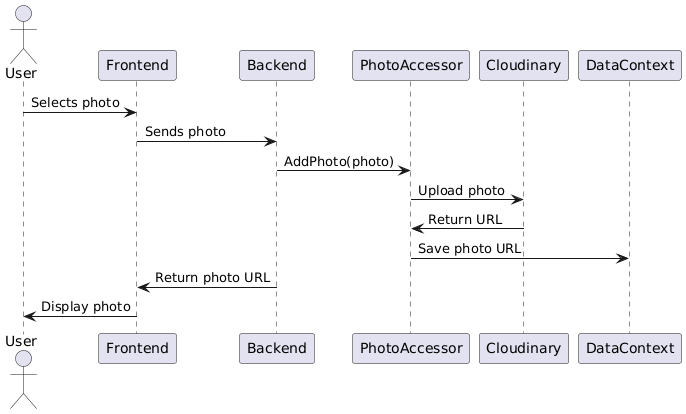 User
Frontend
Backend
PhotoAccessor
Cloudinary
DataContext
Selects photo
Sends photo
AddPhoto(photo)
Upload photo
Return URL
Save photo URL
Return photo URL
Display photo
User
Frontend
Backend
PhotoAccessor
Cloudinary
DataContext